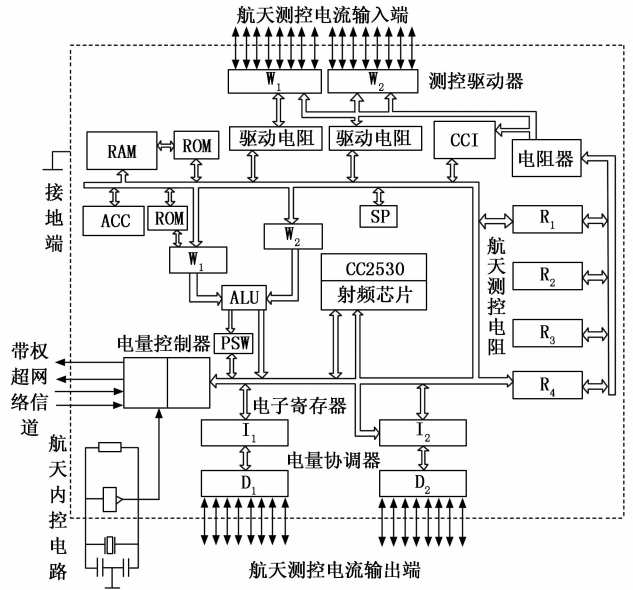 航天测控电流输入端
W1 W2 测控驱动器
驱动电阻 驱动电阻 CCI
RAM ROM 电阻器
接地端
ACC ROM SP R1
W1 W2
航天测控电阻
CC2530
射频芯片
R2
ALU
PSW R3
电量控制器
带权超网络信道
R4
电子寄存器
I1 I2
电量协调器
D1 D2
航天内控电路
航天测控电流输出端